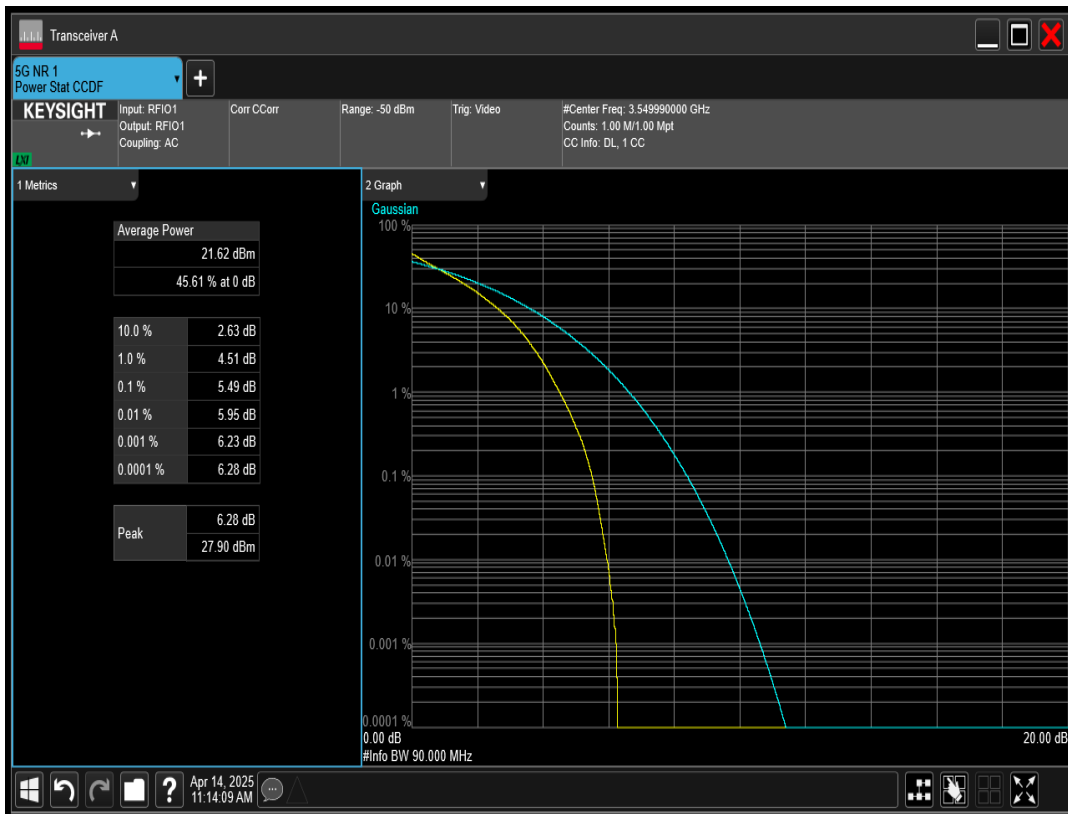 Transceiver A
5G NR 1
Power Stat CCDF
+
KEYSIGHT
LXI
Input: RFIO1
Output: RFIO1
Coupling: AC
Corr CCorr
Range: -50 dBm
Trig: Video
#Center Freq: 3.549990000 GHz
Counts: 1.00 M/1.00 Mpt
CC Info: DL, 1 CC
1 Metrics
Average Power
21.62 dBm
45.61 % at 0 dB
10.0 % 2.63 dB
1.0 % 4.51 dB
0.1 % 5.49 dB
0.01 % 5.95 dB
0.001 % 6.23 dB
0.0001 % 6.28 dB
Peak
6.28 dB
27.90 dBm
2 Graph
Gaussian
100 %
10 %
1 %
0.1 %
0.01 %
0.001 %
0.0001 %
0.00 dB 20.00 dB
#Info BW 90.000 MHz
?
Apr 14, 2025
11:14:09 AM